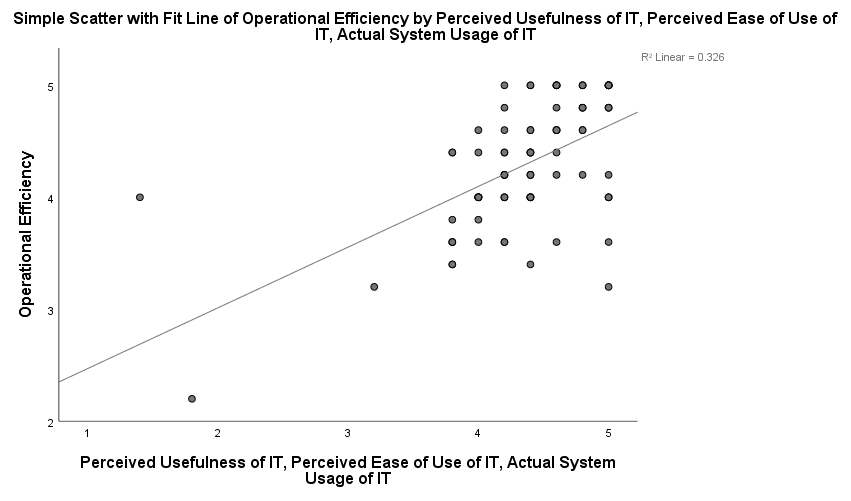 Simple Scatter with Fit Line of Operational Efficiency by Perceived Usefulness of IT, Perceived Ease of Use of
IT, Actual System Usage of IT
R² Linear = 0.326
5
4
3
2
Operational Efficiency
1 2 3 4 5
Perceived Usefulness of IT, Perceived Ease of Use of IT, Actual System
Usage of IT